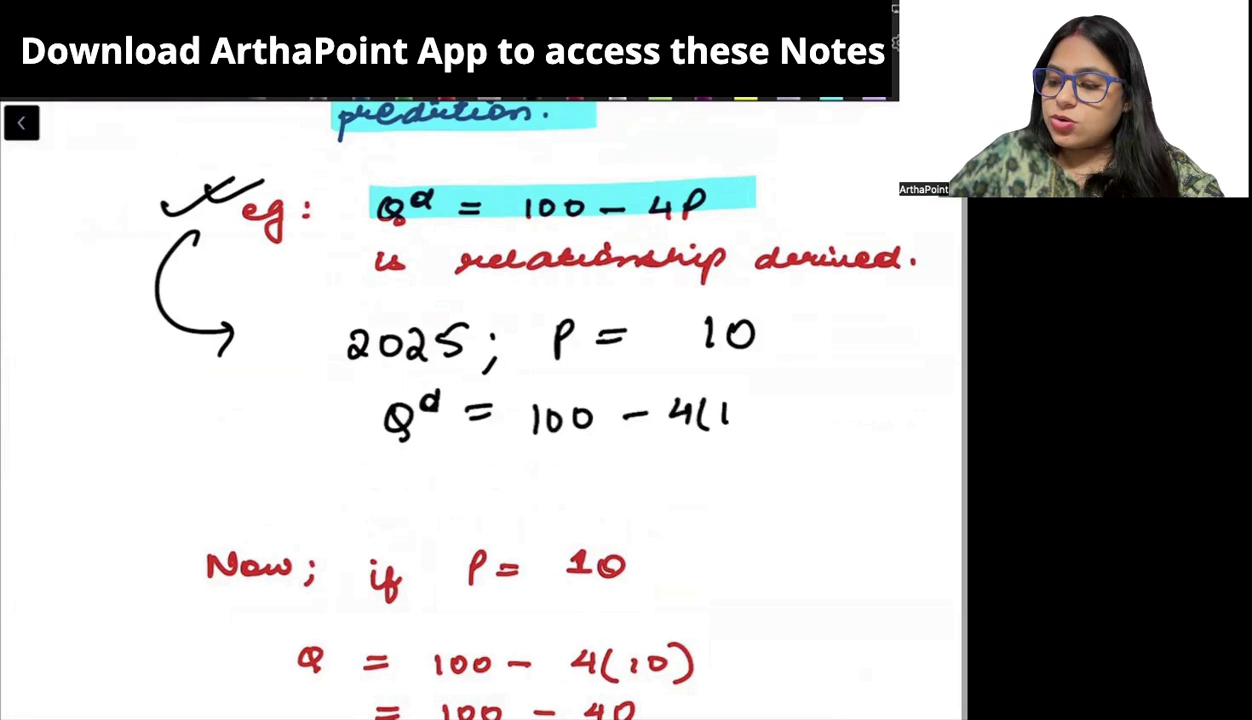 Download ArthaPoint App to access these Notes
ArthaPoint
prediction.
eg: Qd = 100 - 4P
is relationship derived.
2025; P = 10
Qd = 100 - 4(1
Now; if P = 10
Q = 100 - 4(10)
= 100 - 40